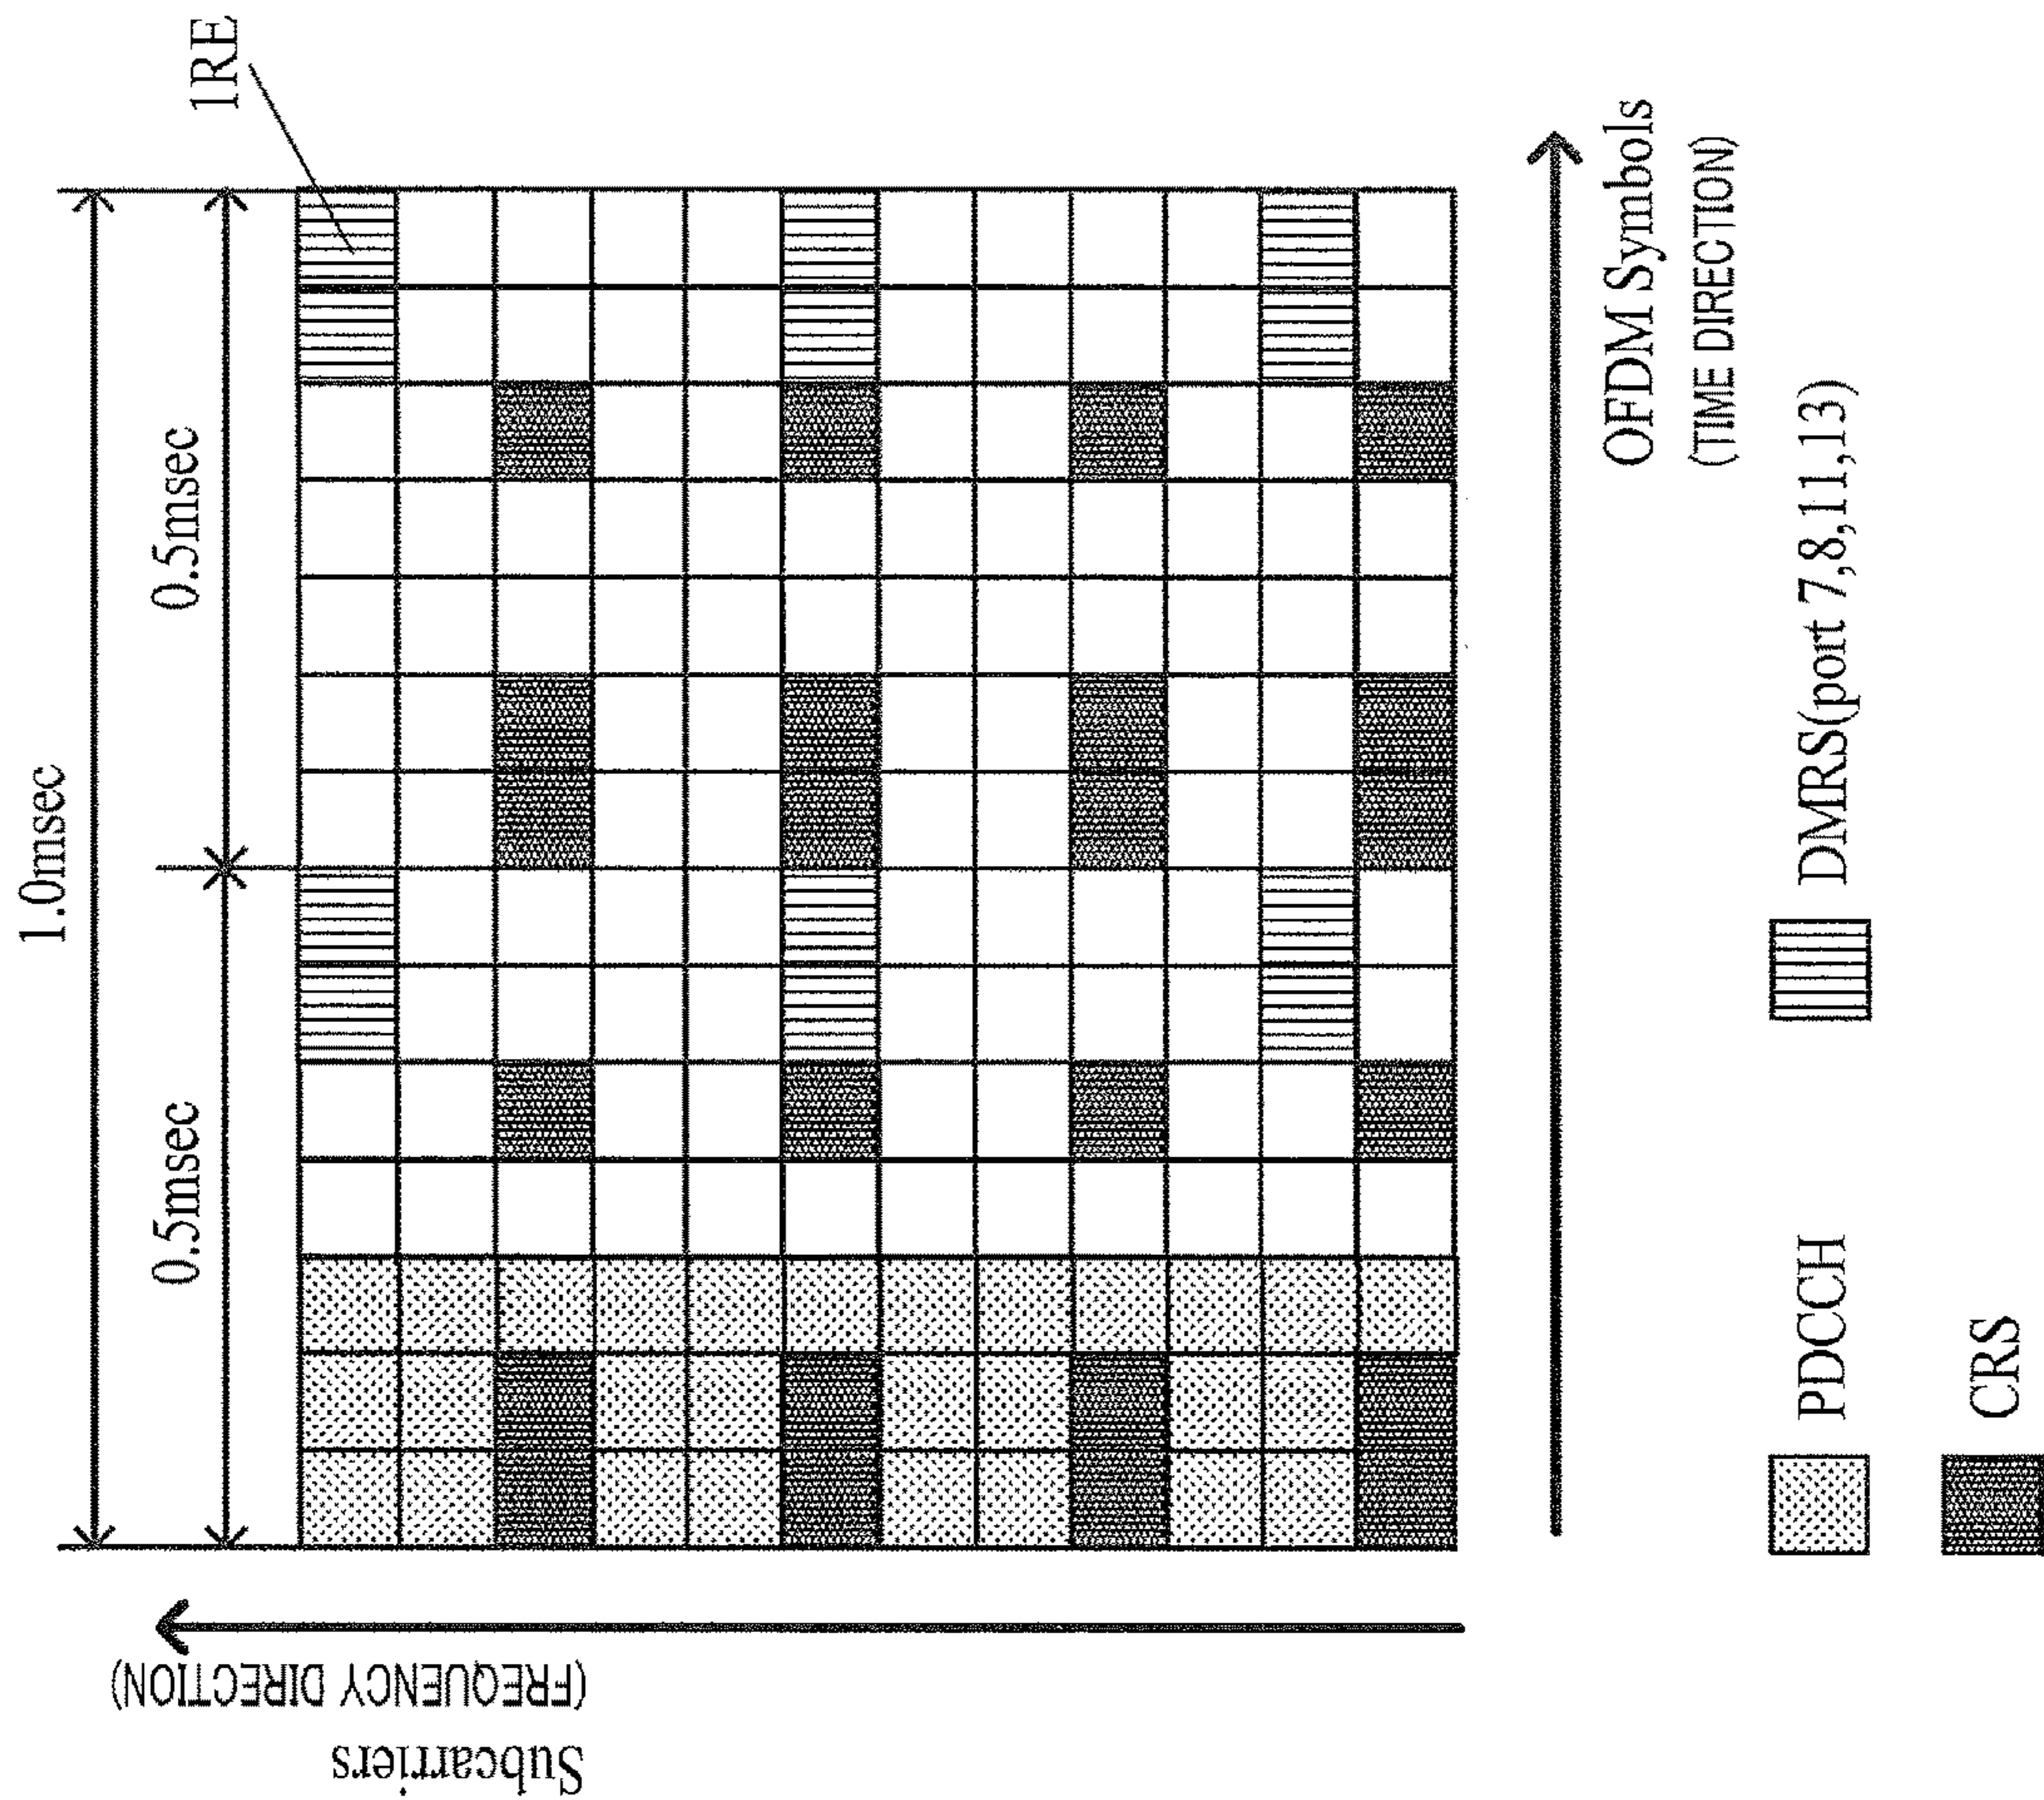 1.0msec
0.5msec
0.5msec
1RE
Subcarriers
(FREQUENCY DIRECTION)
OFDM Symbols
(TIME DIRECTION)
PDCCH
DMRS(port 7,8,11,13)
CRS